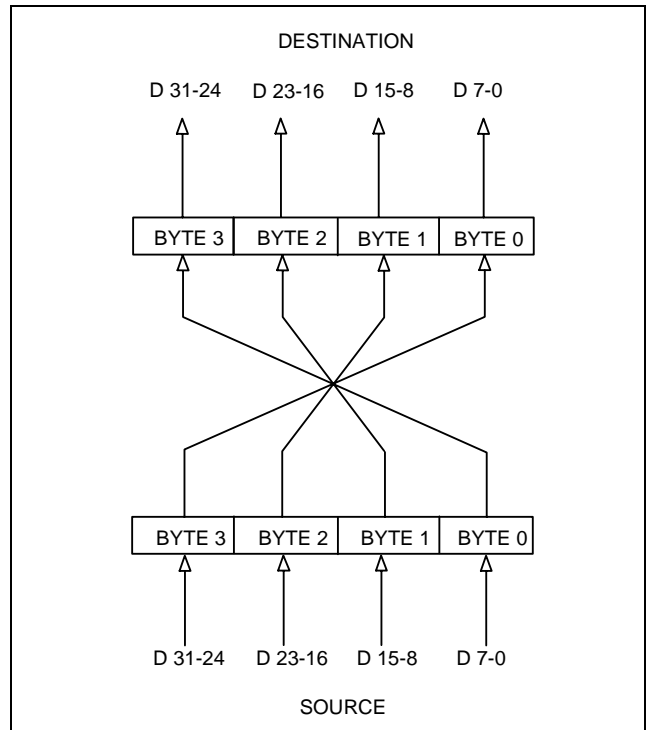 DESTINATION
D 31-24 D 23-16 D 15-8 D 7-0
BYTE 3 BYTE 2 BYTE 1 BYTE 0
BYTE 3 BYTE 2 BYTE 1 BYTE 0
D 31-24 D 23-16 D 15-8 D 7-0
SOURCE